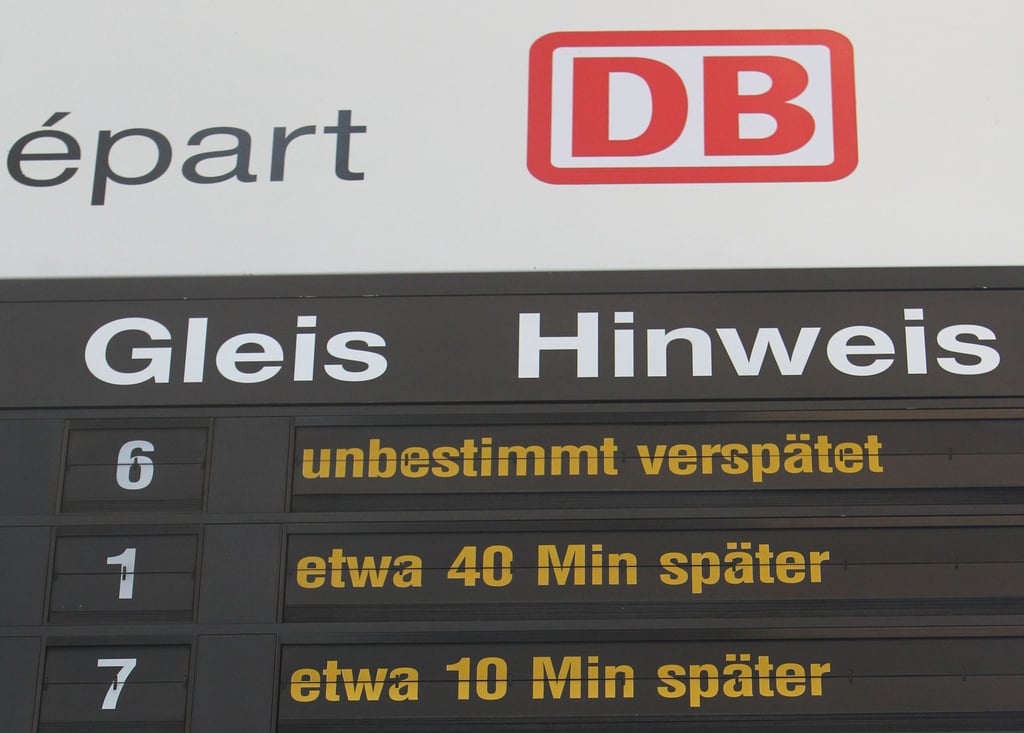 épart DB
Gleis Hinweis
6 unbestimmt verspätet
1 etwa 40 Min später
7 etwa 10 Min später